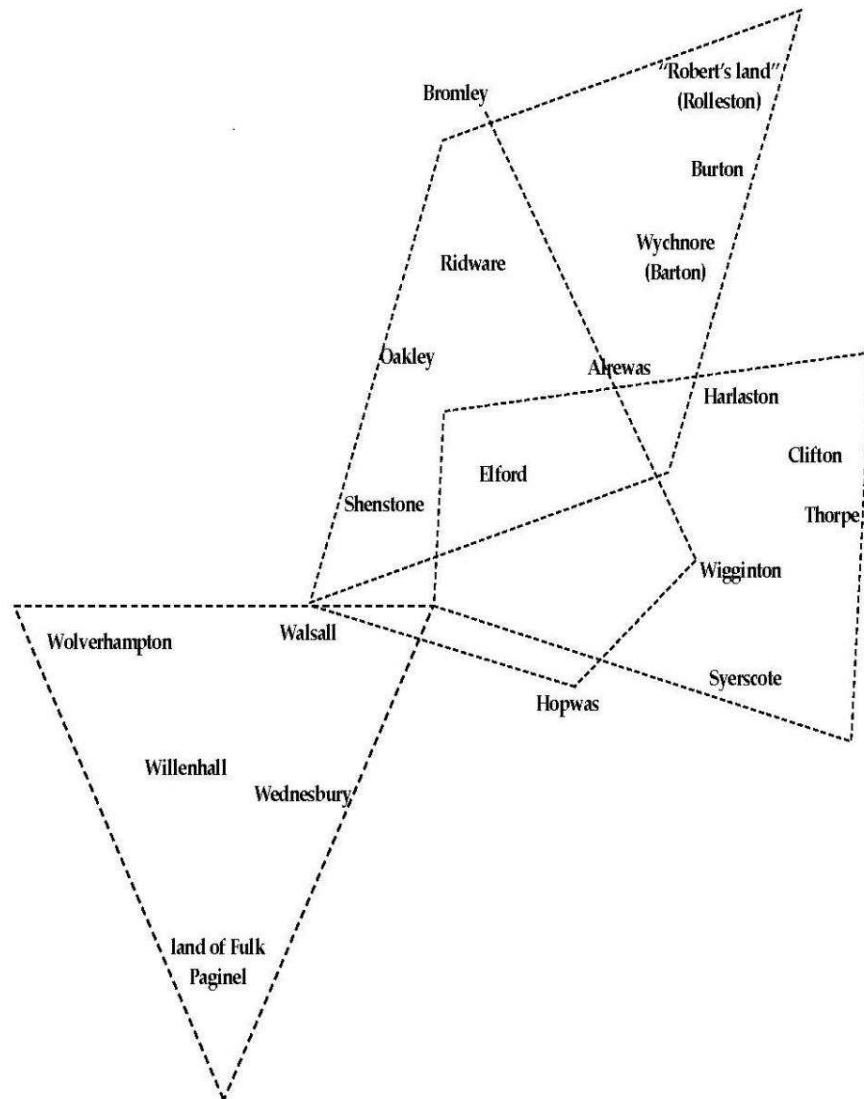 “Robert’s land”
(Rolleston)
Bromley
Burton
Wychnore
(Barton)
Ridware
Oakley
Alrewas
Harlaston
Clifton
Elford
Shenstone
Thorpe
Wigginton
Walsall
Wolverhampton
Syerscote
Hopwas
Willenhall
Wednesbury
land of Fulk
Paginel